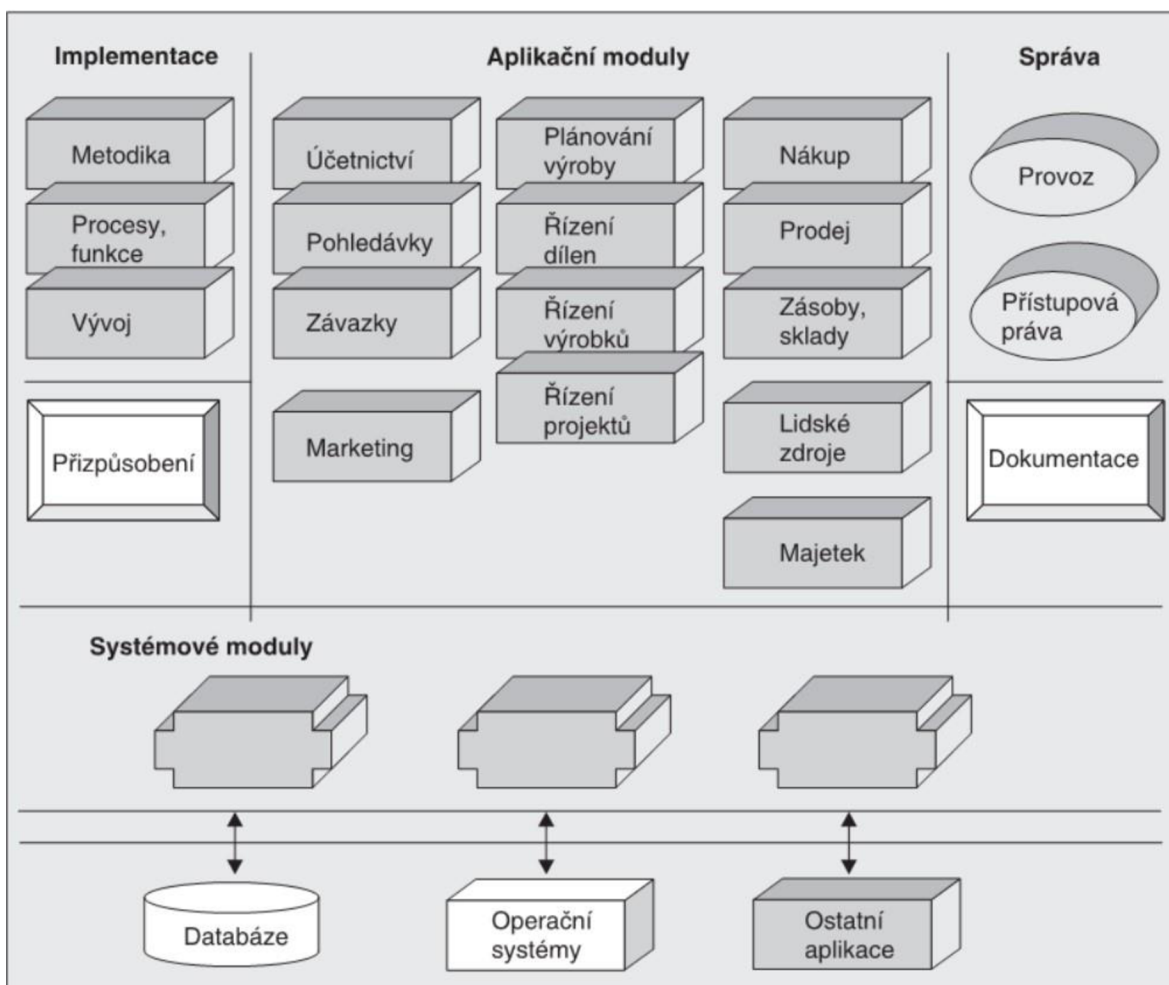 Implementace
Metodika
Procesy,
funkce
Vývoj
Přizpůsobení
Aplikační moduly
Účetnictví
Pohledávky
Závazky
Marketing
Plánování
výroby
Řízení
dílen
Řízení
výrobků
Řízení
projektů
Nákup
Prodej
Zásoby,
sklady
Lidské
zdroje
Majetek
Správa
Provoz
Přístupová
práva
Dokumentace
Systémové moduly
Databáze
Operační
systémy
Ostatní
aplikace